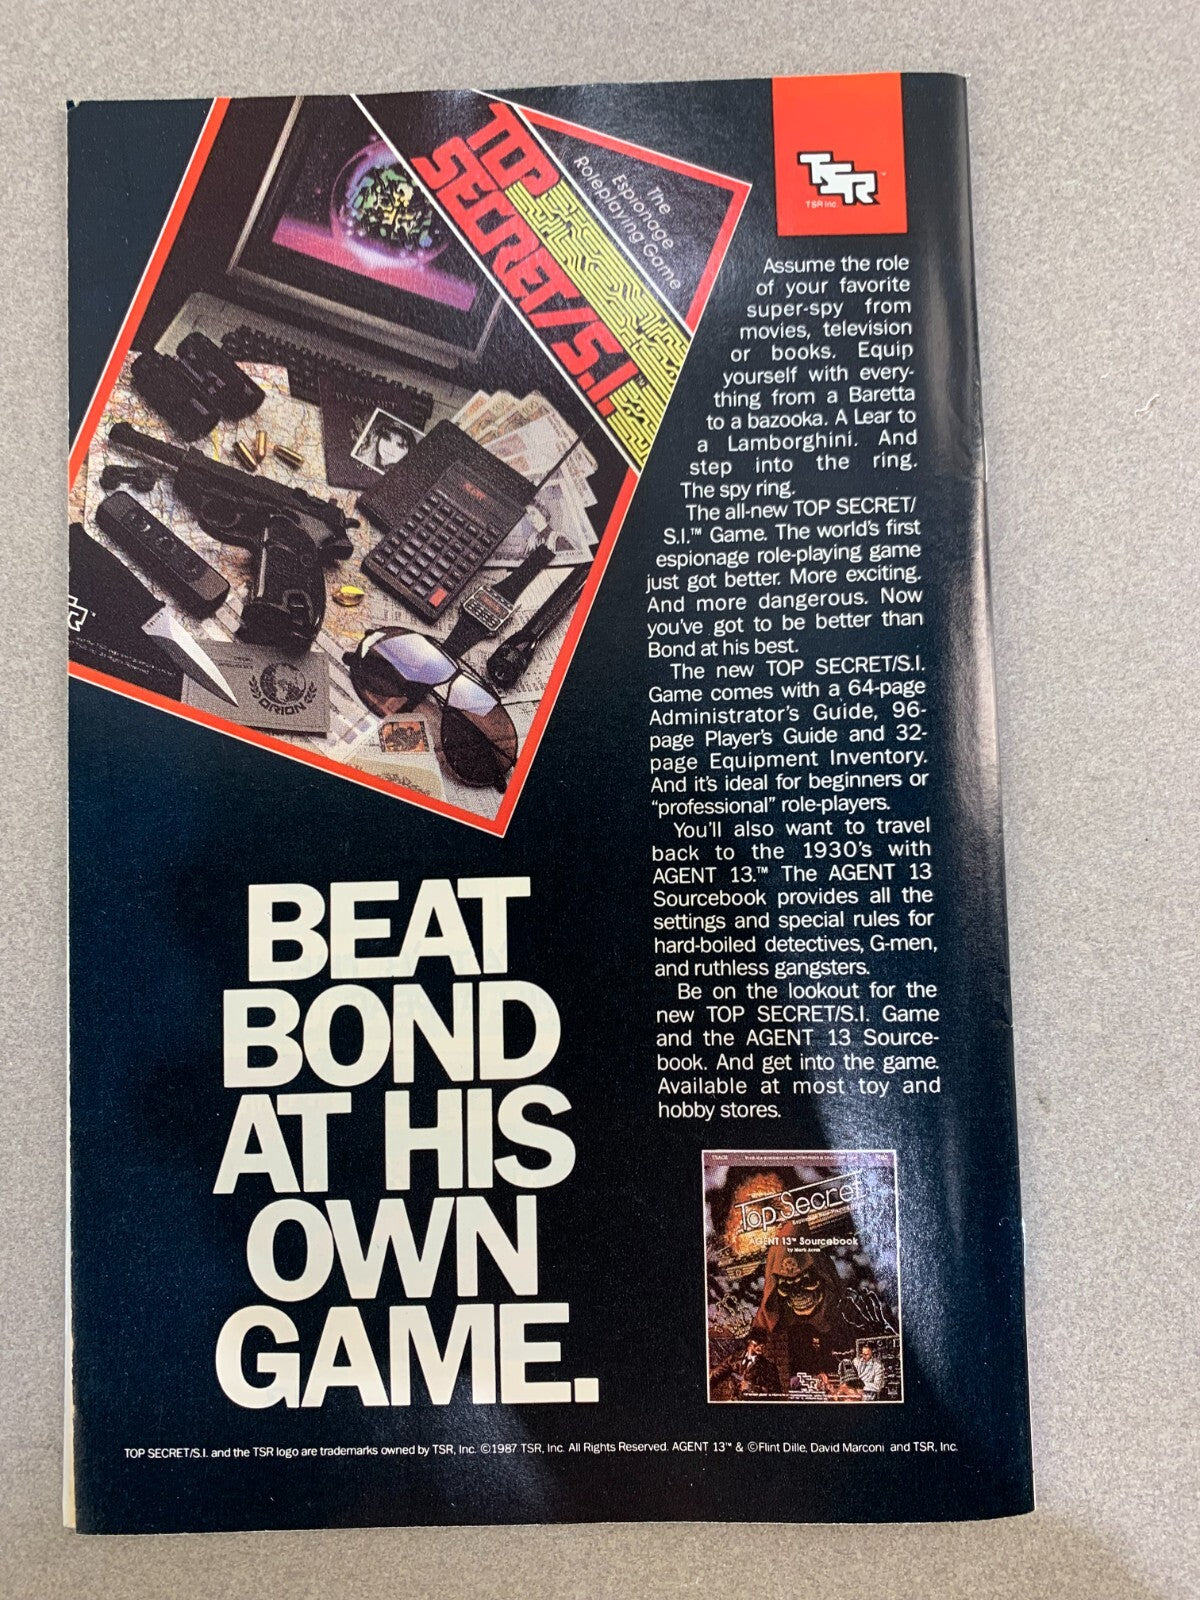 TOP
SECRET/S.I.
The
Espionage
Roleplaying Game
TSR
TSR Inc.
Assume the role
of your favorite
super-spy from
movies, television
or books. Equip
yourself with every-
thing from a Baretta
to a bazooka. A Lear to
a Lamborghini. And
step into the ring.
The spy ring.
The all-new TOP SECRET/
S.I.™ Game. The world's first
espionage role-playing game
just got better. More exciting.
And more dangerous. Now
you've got to be better than
Bond at his best.
The new TOP SECRET/S.I.
Game comes with a 64-page
Administrator's Guide, 96-
page Player's Guide and 32-
page Equipment Inventory.
And it's ideal for beginners or
"professional" role-players.
You'll also want to travel
back to the 1930's with
AGENT 13.™ The AGENT 13
Sourcebook provides all the
settings and special rules for
hard-boiled detectives, G-men,
and ruthless gangsters.
Be on the lookout for the
new TOP SECRET/S.I. Game
and the AGENT 13 Source-
book. And get into the game.
Available at most toy and
hobby stores.
ORION
BEAT
BOND
AT HIS
OWN
GAME.
Top Secret
AGENT 13™ Sourcebook
TSR
TOP SECRET/S.I. and the TSR logo are trademarks owned by TSR, Inc. ©1987 TSR, Inc. All Rights Reserved. AGENT 13™ & ©Flint Dille, David Marconi and TSR, Inc.